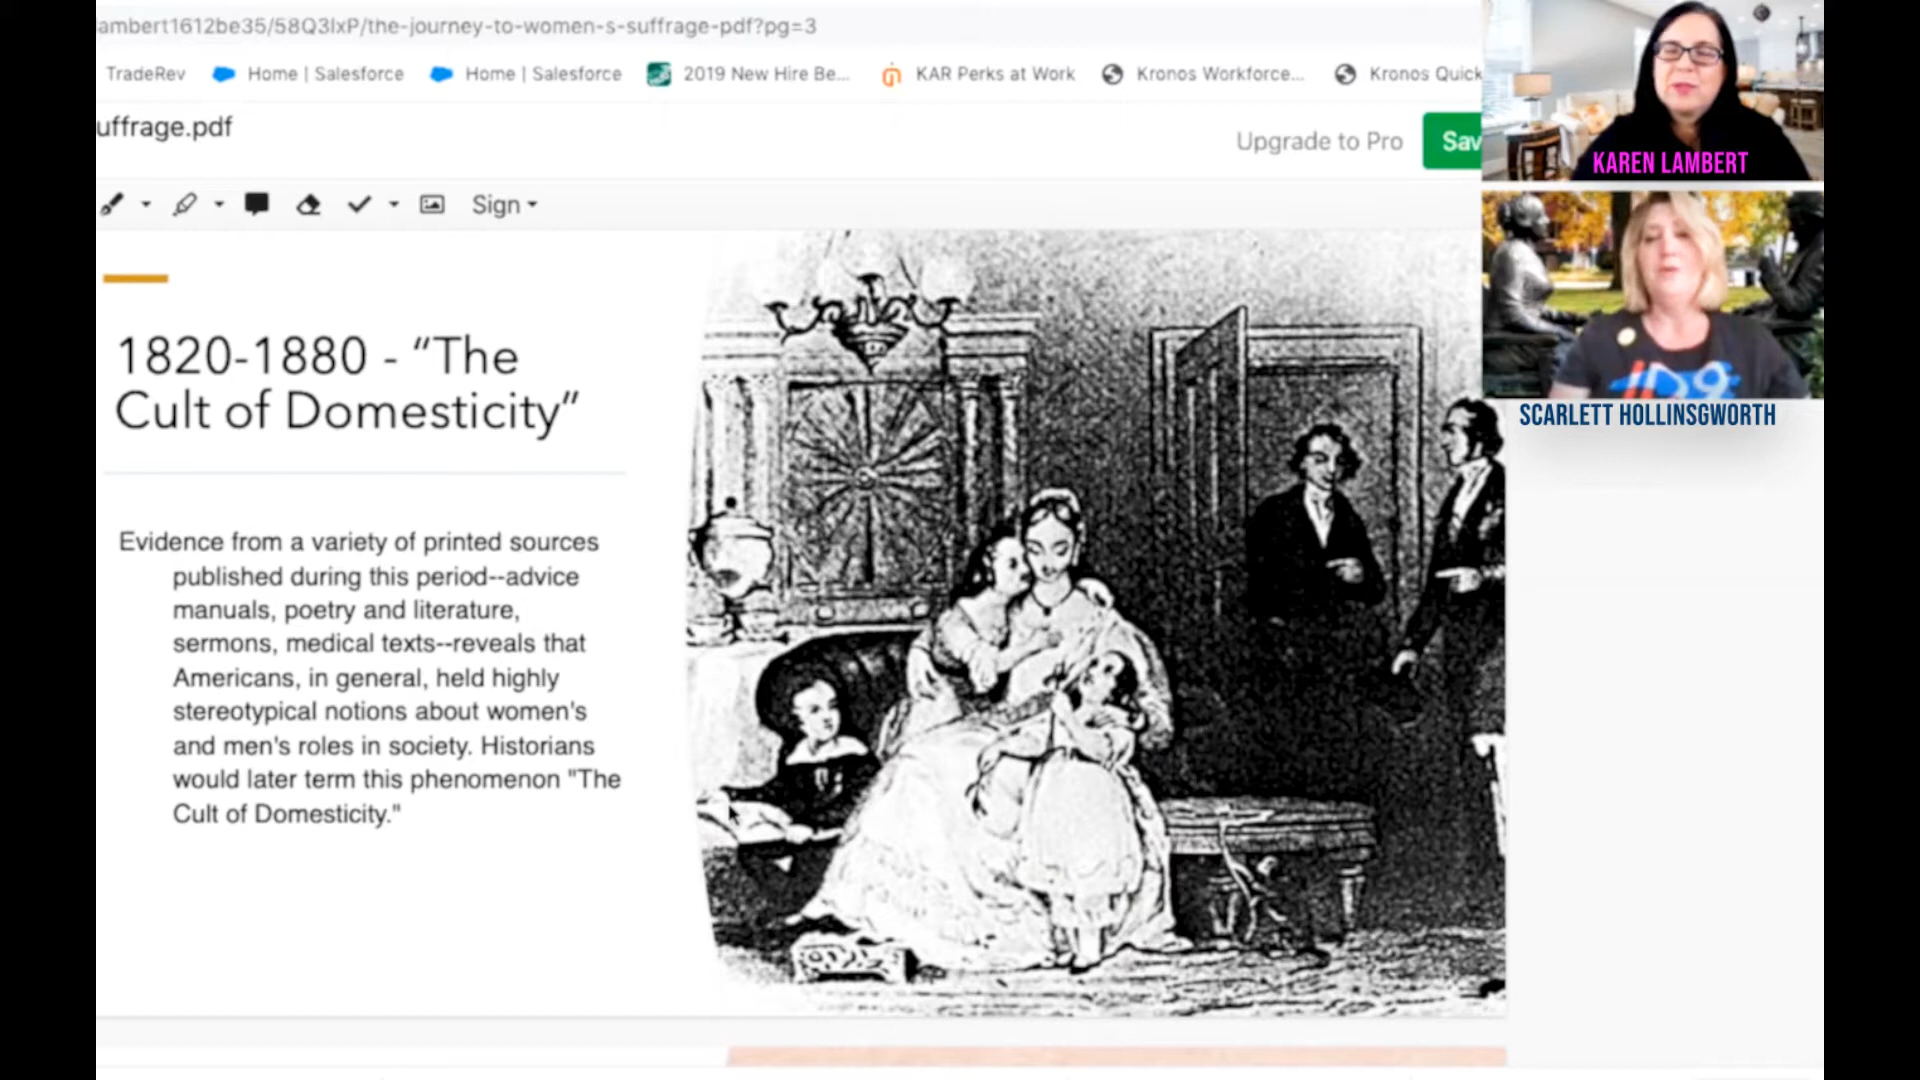 ambert1612be35/58Q3IxP/the-journey-to-women-s-suffrage-pdf?pg=3
TradeRev Home | Salesforce Home | Salesforce 2019 New Hire Be... KAR Perks at Work Kronos Workforce... Kronos Quick
uffrage.pdf
Upgrade to Pro Sav
Sign
KAREN LAMBERT
SCARLETT HOLLINSGWORTH
1820-1880 - “The
Cult of Domesticity”
Evidence from a variety of printed sources
published during this period--advice
manuals, poetry and literature,
sermons, medical texts--reveals that
Americans, in general, held highly
stereotypical notions about women's
and men's roles in society. Historians
would later term this phenomenon "The
Cult of Domesticity."